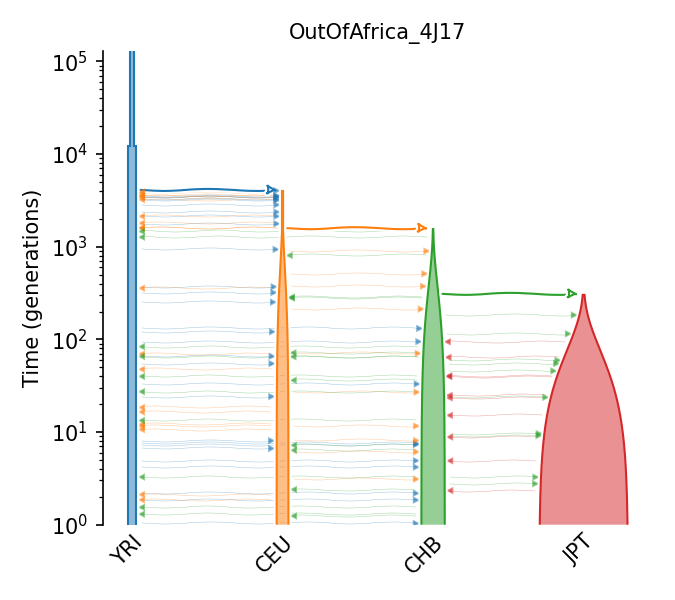 OutOfAfrica_4J17
Time (generations)
10^5
10^4
10^3
10^2
10^1
10^0
YRI
CEU
CHB
JPT